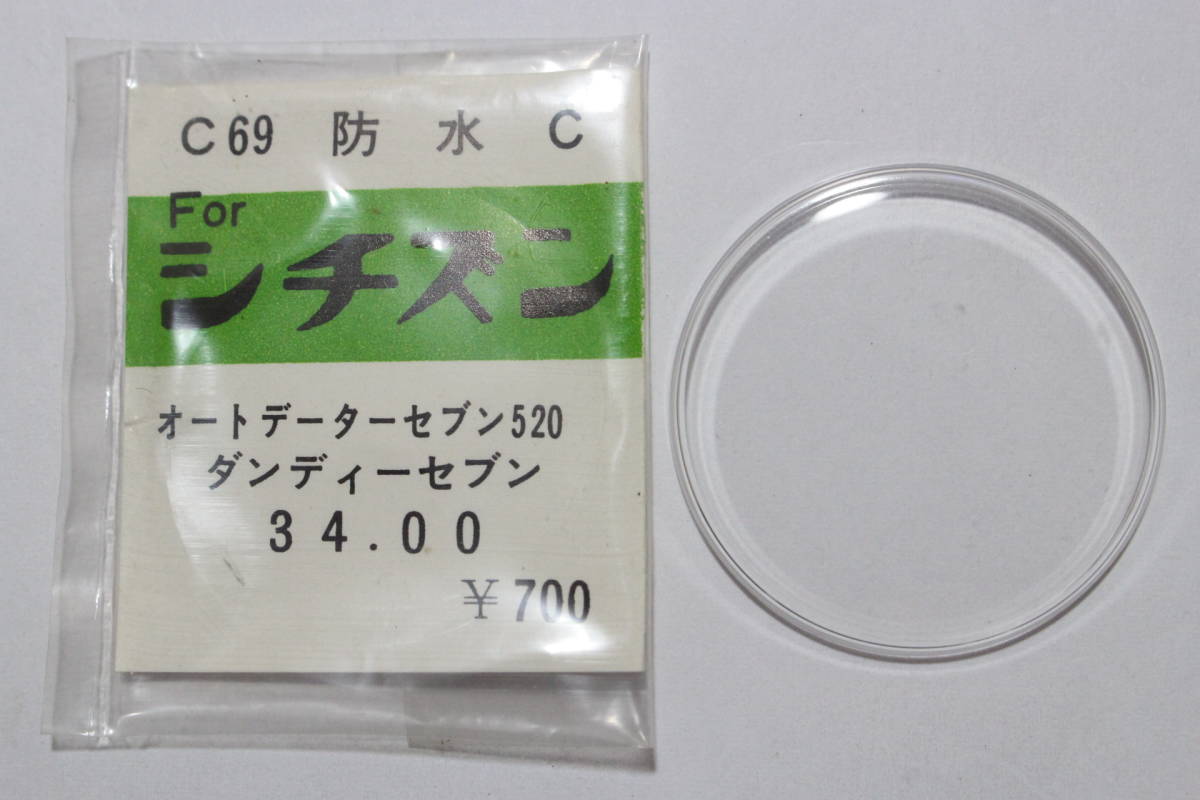 C69 防水 C
For
シチズン
オートデーターセブン520
ダンディーセブン
34.00
¥700